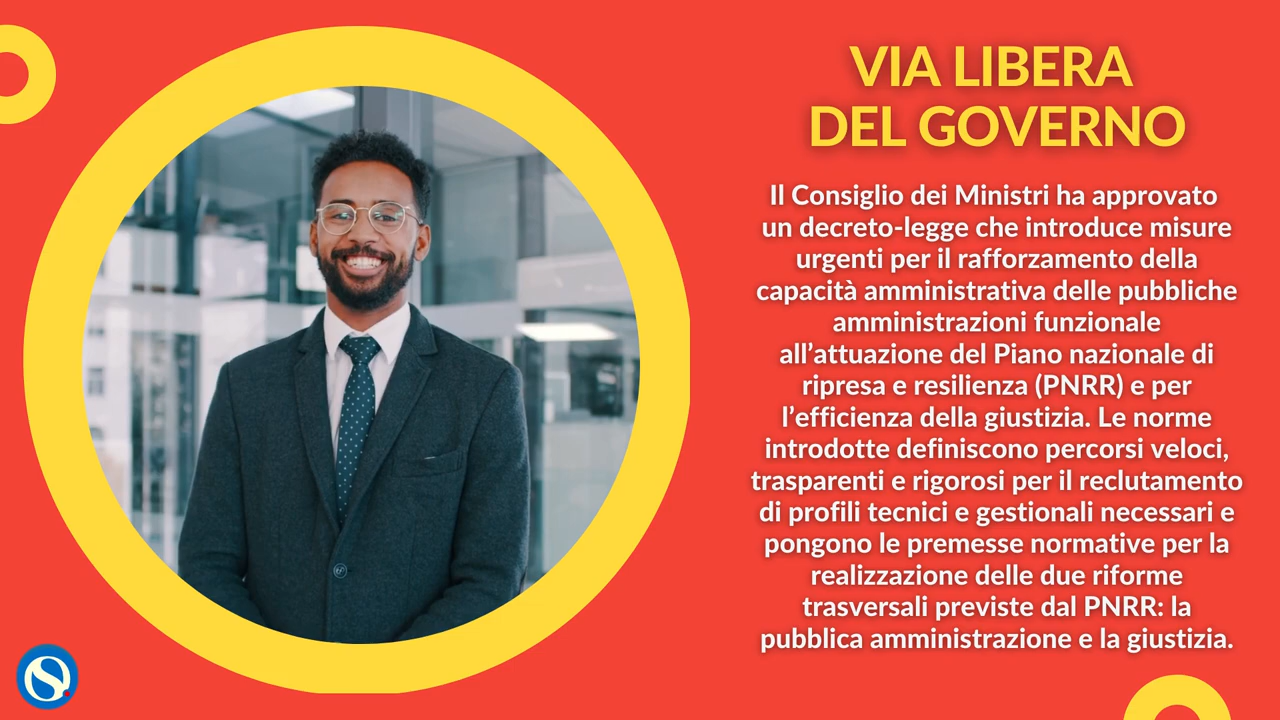 VIA LIBERA
DEL GOVERNO
Il Consiglio dei Ministri ha approvato
un decreto-legge che introduce misure
urgenti per il rafforzamento della
capacità amministrativa delle pubbliche
amministrazioni funzionale
all’attuazione del Piano nazionale di
ripresa e resilienza (PNRR) e per
l’efficienza della giustizia. Le norme
introdotte definiscono percorsi veloci,
trasparenti e rigorosi per il reclutamento
di profili tecnici e gestionali necessari e
pongono le premesse normative per la
realizzazione delle due riforme
trasversali previste dal PNRR: la
pubblica amministrazione e la giustizia.
S.